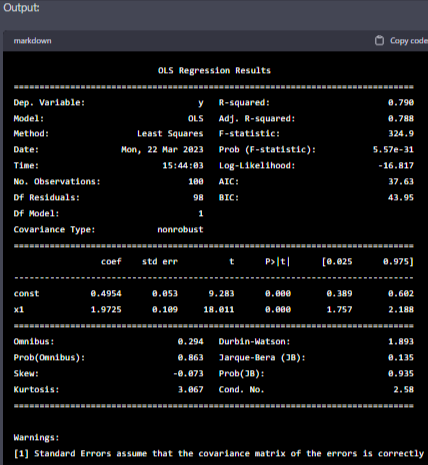 Output:
markdown Copy code
OLS Regression Results
==============================================================================
Dep. Variable: y R-squared: 0.790
Model: OLS Adj. R-squared: 0.788
Method: Least Squares F-statistic: 324.9
Date: Mon, 22 Mar 2023 Prob (F-statistic): 5.57e-31
Time: 15:44:03 Log-Likelihood: -16.817
No. Observations: 100 AIC: 37.63
Df Residuals: 98 BIC: 43.95
Df Model: 1
Covariance Type: nonrobust
==============================================================================
coef std err t P>|t| [0.025 0.975]
------------------------------------------------------------------------------
const 0.4954 0.053 9.283 0.000 0.389 0.602
x1 1.9725 0.109 18.011 0.000 1.757 2.188
==============================================================================
Omnibus: 0.294 Durbin-Watson: 1.893
Prob(Omnibus): 0.863 Jarque-Bera (JB): 0.135
Skew: -0.073 Prob(JB): 0.935
Kurtosis: 3.067 Cond. No. 2.58
==============================================================================
Warnings:
[1] Standard Errors assume that the covariance matrix of the errors is correctly